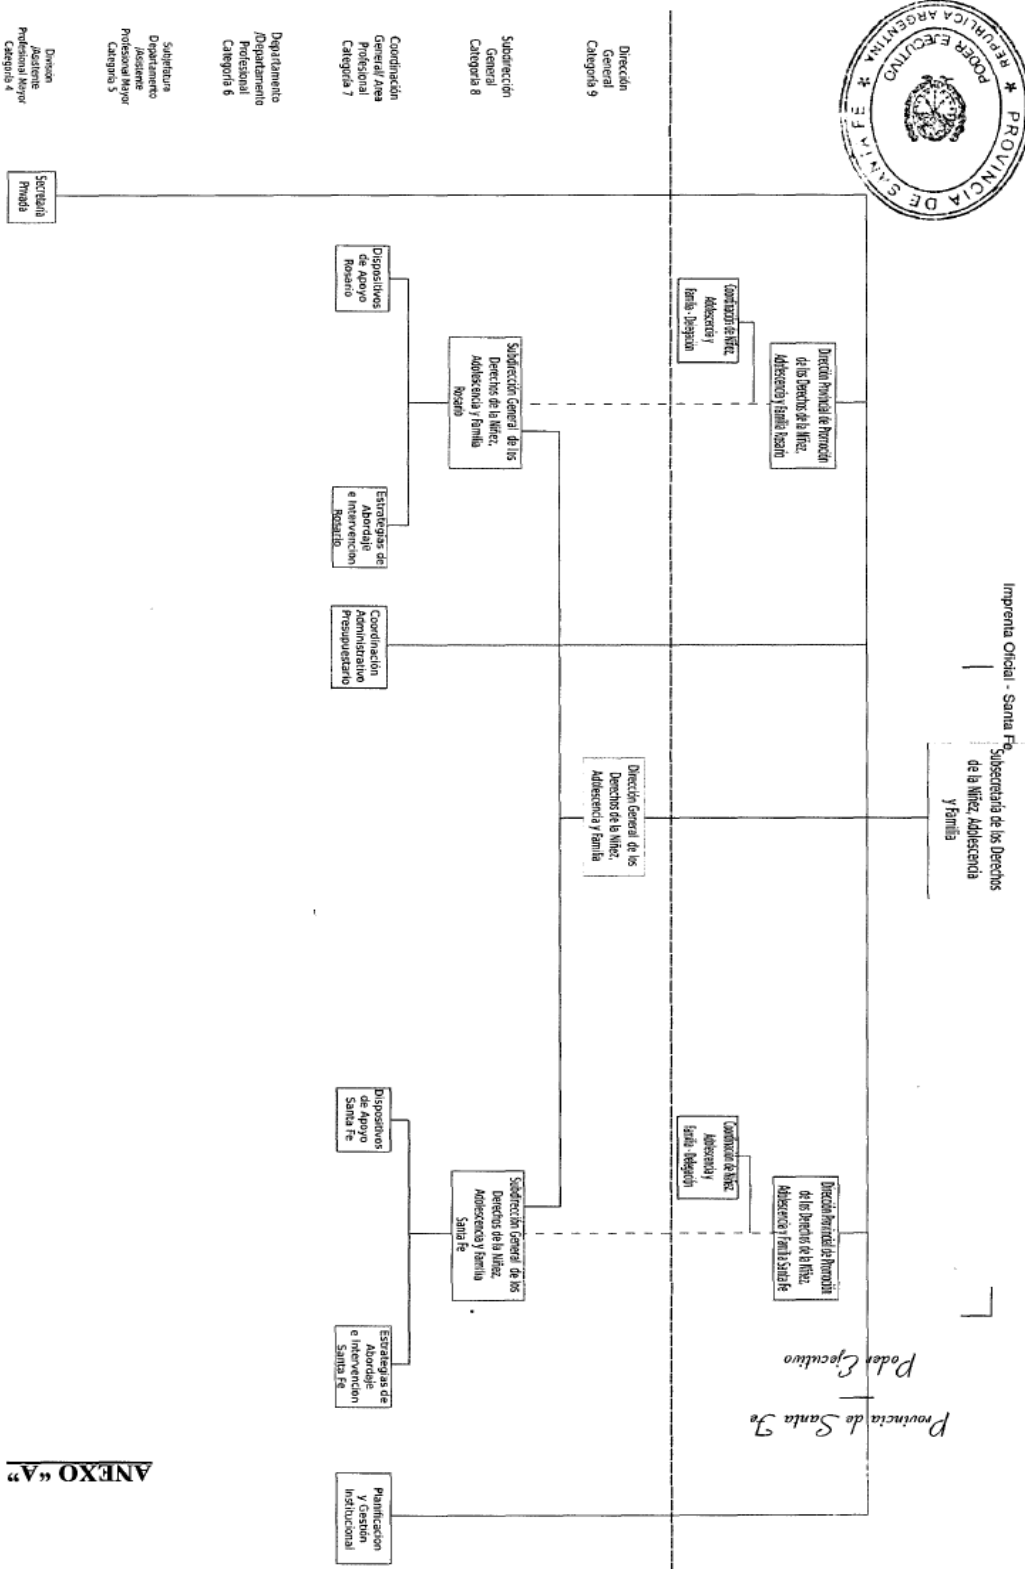 PROVINCIA DE SANTA FE
REPUBLICA ARGENTINA
PODER EJECUTIVO
Imprenta Oficial - Santa Fe
Provincia de Santa Fe
Poder Ejecutivo
ANEXO “A”
Subsecretaría de los Derechos
de la Niñez, Adolescencia
y Familia
Dirección Provincial de Promoción
de los Derechos de la Niñez,
Adolescencia y Familia Rosario
Coordinación de Niñez,
Adolescencia y
Familia - Delegación
Dirección Provincial de Promoción
de los Derechos de la Niñez,
Adolescencia y Familia Santa Fe
Coordinación de Niñez,
Adolescencia y
Familia - Delegación
Dirección
General
Categoría 9
Dirección General de los
Derechos de la Niñez,
Adolescencia y Familia
Subdirección
General
Categoría 8
Subdirección General de los
Derechos de la Niñez,
Adolescencia y Familia
Rosario
Subdirección General de los
Derechos de la Niñez,
Adolescencia y Familia
Santa Fe
Coordinación
General/ Area
Profesional
Categoría 7
Dispositivos
de Apoyo
Rosario
Estrategias de
Abordaje
e Intervencion
Rosario
Coordinación
Administrativo
Presupuestario
Dispositivos
de Apoyo
Santa Fe
Estrategias de
Abordaje
e Intervencion
Santa Fe
Planificacion
y Gestión
Institucional
Departamento
/Departamento
Profesional
Categoría 6
Subjefatura
Departamento
/Asistente
Profesional Mayor
Categoría 5
División
/Asistente
Profesional Mayor
Categoría 4
Secretaría
Privada